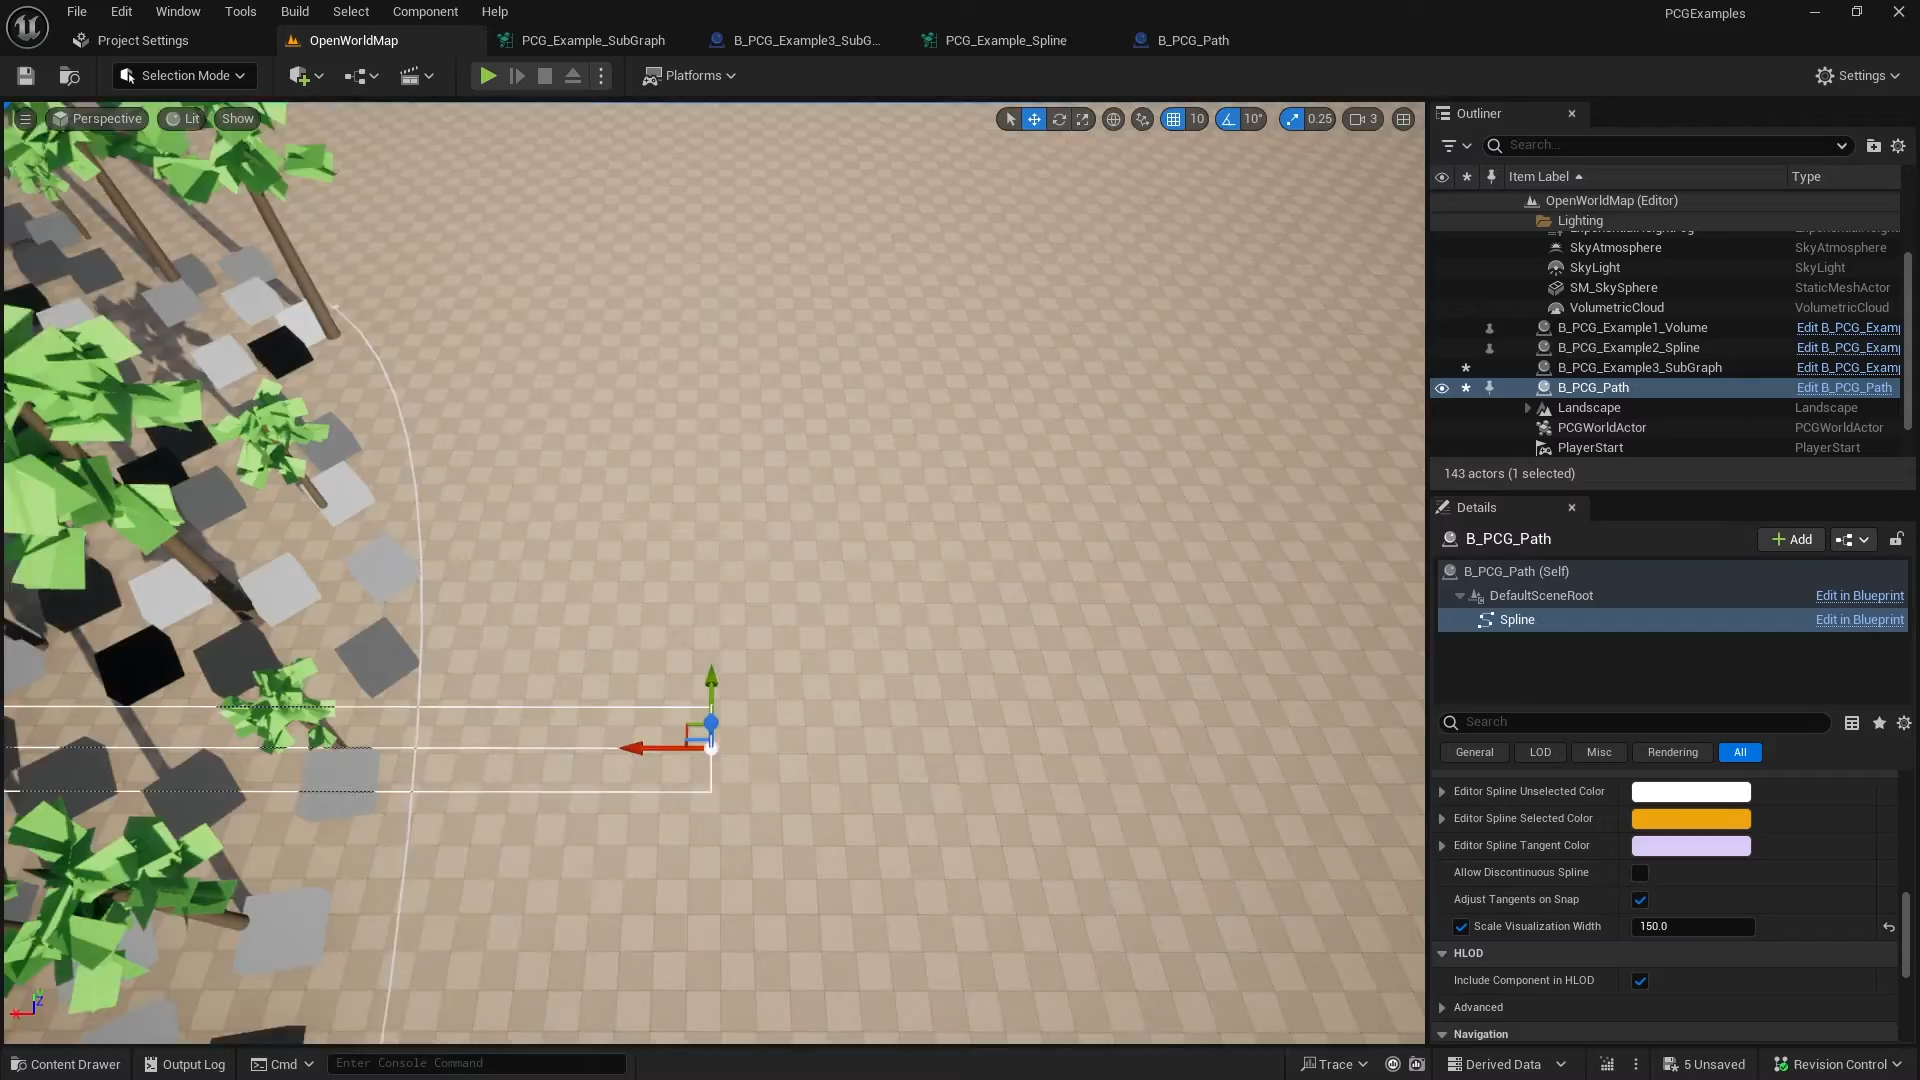 File Edit Window Tools Build Select Component Help
PCGExamples
Project Settings
OpenWorldMap
PCG_Example_SubGraph
B_PCG_Example3_SubG...
PCG_Example_Spline
B_PCG_Path
Selection Mode
Platforms
Settings
Perspective
Lit
Show
10
10°
0.25
3
Outliner
Search...
Item Label
Type
OpenWorldMap (Editor)
Lighting
SkyAtmosphere SkyAtmosphere
SkyLight SkyLight
SM_SkySphere StaticMeshActor
VolumetricCloud VolumetricCloud
B_PCG_Example1_Volume Edit B_PCG_Exam
B_PCG_Example2_Spline Edit B_PCG_Exam
B_PCG_Example3_SubGraph Edit B_PCG_Exam
B_PCG_Path Edit B_PCG_Path
Landscape Landscape
PCGWorldActor PCGWorldActor
PlayerStart PlayerStart
143 actors (1 selected)
Details
B_PCG_Path
Add
B_PCG_Path (Self)
DefaultSceneRoot Edit in Blueprint
Spline Edit in Blueprint
Search
General LOD Misc Rendering All
Editor Spline Unselected Color
Editor Spline Selected Color
Editor Spline Tangent Color
Allow Discontinuous Spline
Adjust Tangents on Snap
Scale Visualization Width 150.0
HLOD
Include Component in HLOD
Advanced
Navigation
Z
X
Content Drawer
Output Log
Cmd
Enter Console Command
Trace
Derived Data
5 Unsaved
Revision Control